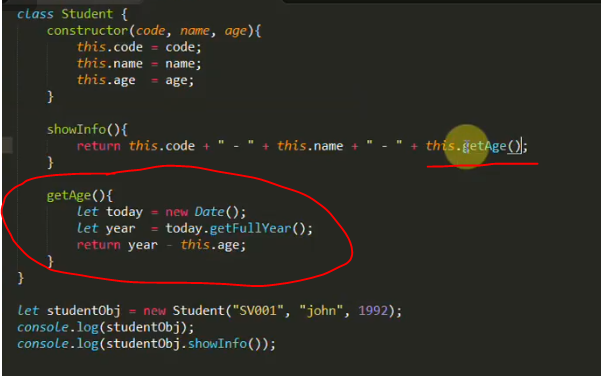 class Student {
constructor(code, name, age){
this.code = code;
this.name = name;
this.age  = age;
}
showInfo(){
return this.code + " - " + this.name + " - " + this.getAge();
}
getAge(){
let today = new Date();
let year  = today.getFullYear();
return year - this.age;
}
}
let studentObj = new Student("SV001", "john", 1992);
console.log(studentObj);
console.log(studentObj.showInfo());